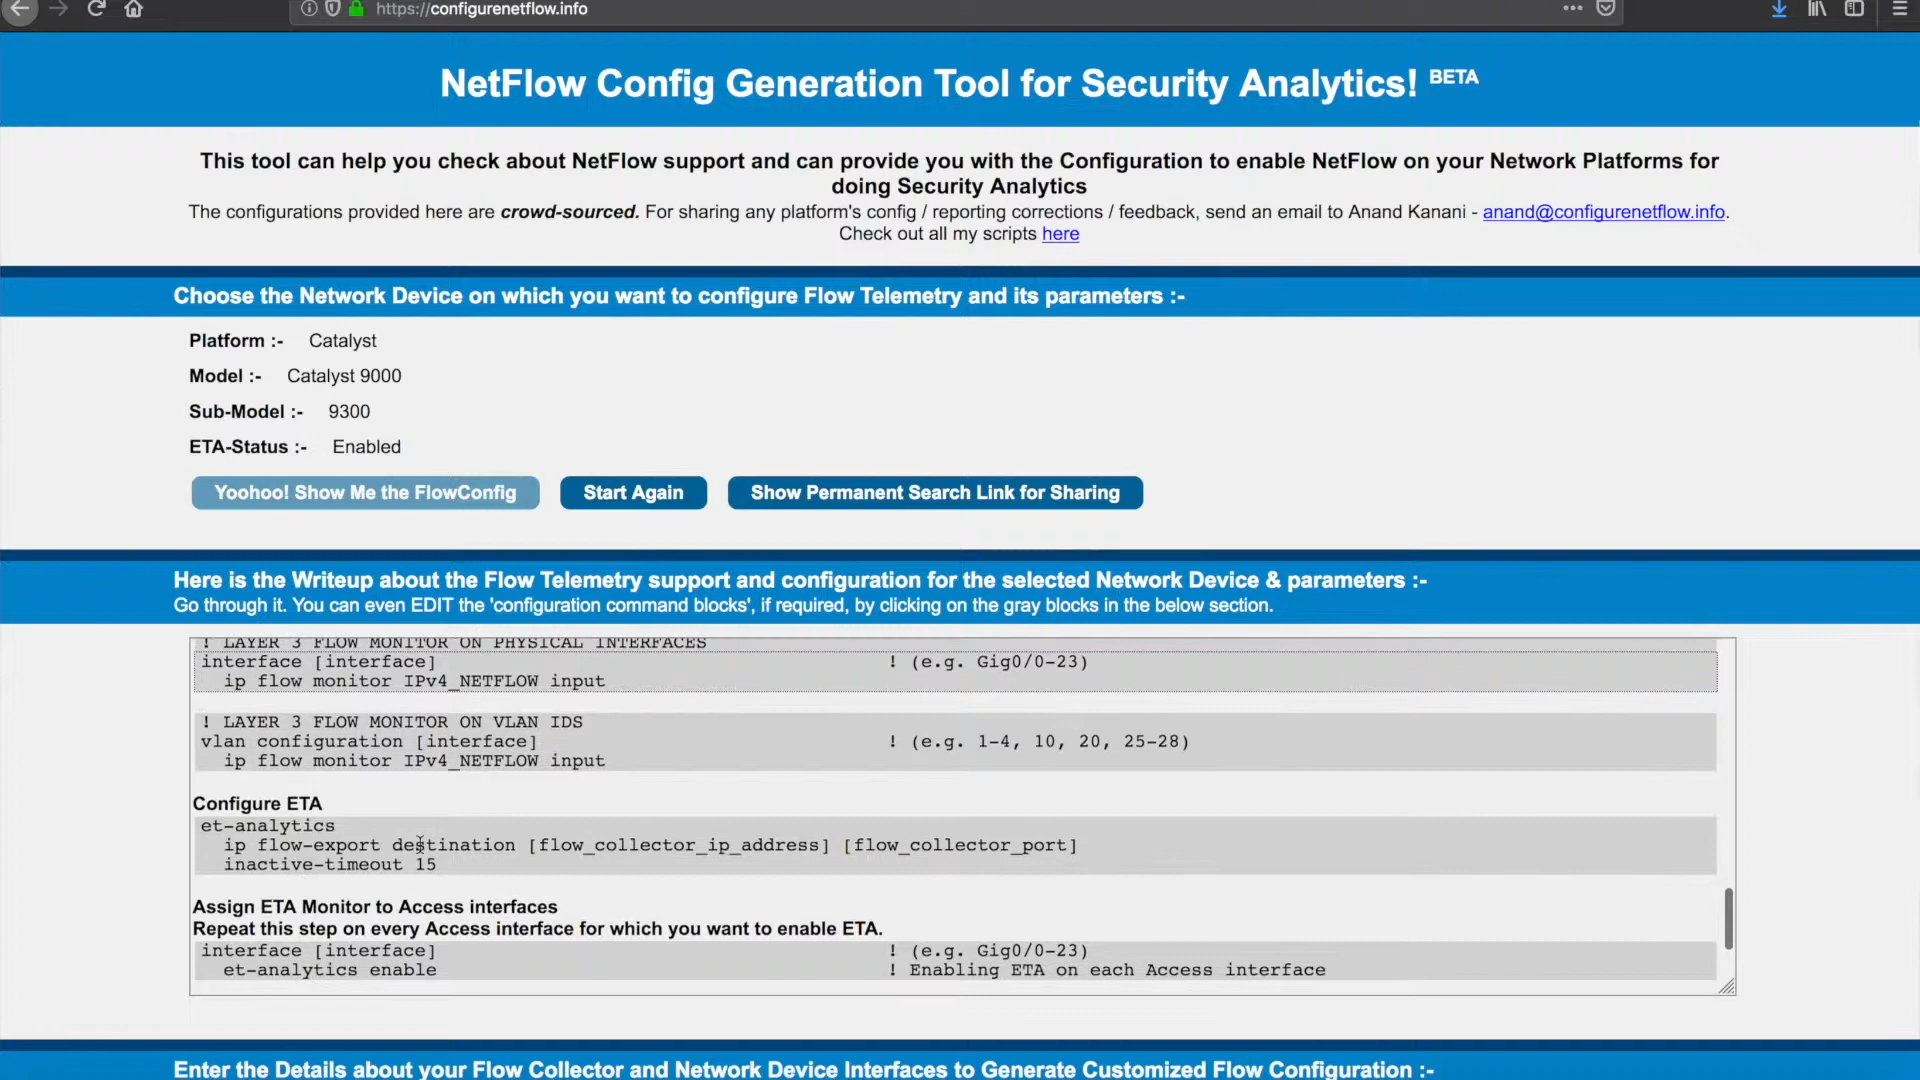 https://configurenetflow.info
NetFlow Config Generation Tool for Security Analytics! BETA
This tool can help you check about NetFlow support and can provide you with the Configuration to enable NetFlow on your Network Platforms for
doing Security Analytics
The configurations provided here are crowd-sourced. For sharing any platform's config / reporting corrections / feedback, send an email to Anand Kanani - anand@configurenetflow.info.
Check out all my scripts here
Choose the Network Device on which you want to configure Flow Telemetry and its parameters :-
Platform :- Catalyst
Model :- Catalyst 9000
Sub-Model :- 9300
ETA-Status :- Enabled
Yoohoo! Show Me the FlowConfig Start Again Show Permanent Search Link for Sharing
Here is the Writeup about the Flow Telemetry support and configuration for the selected Network Device & parameters :-
Go through it. You can even EDIT the 'configuration command blocks', if required, by clicking on the gray blocks in the below section.
! LAYER 3 FLOW MONITOR ON PHYSICAL INTERFACES
interface [interface] ! (e.g. Gig0/0-23)
ip flow monitor IPv4_NETFLOW input
! LAYER 3 FLOW MONITOR ON VLAN IDS
vlan configuration [interface] ! (e.g. 1-4, 10, 20, 25-28)
ip flow monitor IPv4_NETFLOW input
Configure ETA
et-analytics
ip flow-export destination [flow_collector_ip_address] [flow_collector_port]
inactive-timeout 15
Assign ETA Monitor to Access interfaces
Repeat this step on every Access interface for which you want to enable ETA.
interface [interface] ! (e.g. Gig0/0-23)
et-analytics enable ! Enabling ETA on each Access interface
Enter the Details about your Flow Collector and Network Device Interfaces to Generate Customized Flow Configuration :-